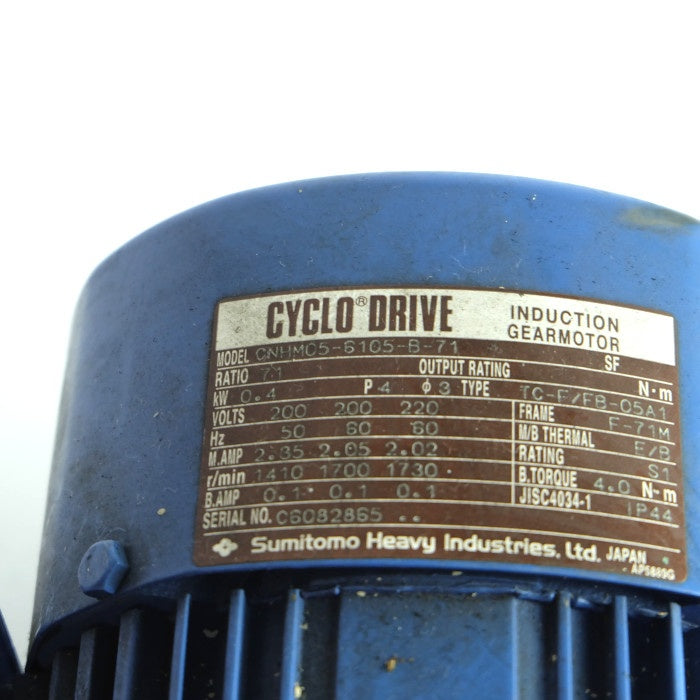 CYCLO® DRIVE INDUCTION GEARMOTOR
MODEL CNHM05-6105-B-71 SF
RATIO 71 OUTPUT RATING N·m
kW 0.4 P 4 φ 3 TYPE TC-F/FB-05A1
VOLTS 200 200 220 FRAME F-71M
Hz 50 60 60 M/B THERMAL E/B
M.AMP 2.35 2.05 2.02 RATING S1
r/min 1410 1700 1730 B.TORQUE 4.0 N·m
B.AMP 0.1 0.1 0.1 JISC4034-1 IP44
SERIAL NO. C6082865
Sumitomo Heavy Industries, Ltd. JAPAN